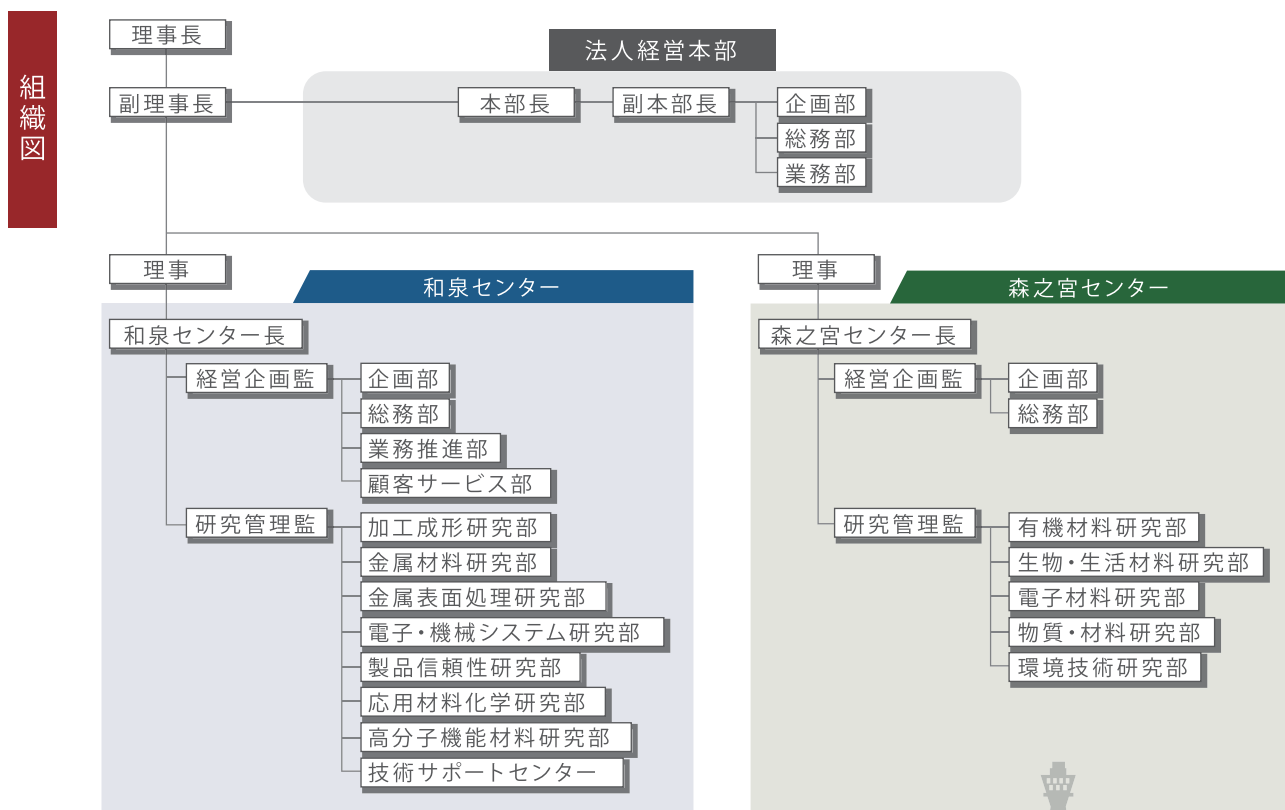 組織図
理事長
法人経営本部
副理事長
本部長
副本部長
企画部
総務部
業務部
理事
和泉センター
和泉センター長
経営企画監
企画部
総務部
業務推進部
顧客サービス部
研究管理監
加工成形研究部
金属材料研究部
金属表面処理研究部
電子・機械システム研究部
製品信頼性研究部
応用材料化学研究部
高分子機能材料研究部
技術サポートセンター
理事
森之宮センター
森之宮センター長
経営企画監
企画部
総務部
研究管理監
有機材料研究部
生物・生活材料研究部
電子材料研究部
物質・材料研究部
環境技術研究部